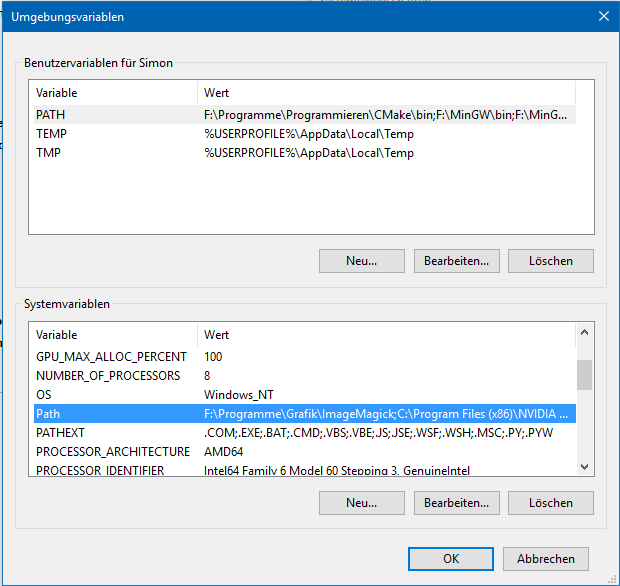 Umgebungsvariablen
Benutzervariablen für Simon
Variable Wert
PATH F:\Programme\Programmieren\CMake\bin;F:\MinGW\bin;F:\MinG...
TEMP %USERPROFILE%\AppData\Local\Temp
TMP %USERPROFILE%\AppData\Local\Temp
Neu... Bearbeiten... Löschen
Systemvariablen
Variable Wert
GPU_MAX_ALLOC_PERCENT 100
NUMBER_OF_PROCESSORS 8
OS Windows_NT
Path F:\Programme\Grafik\ImageMagick;C:\Program Files (x86)\NVIDIA ...
PATHEXT .COM;.EXE;.BAT;.CMD;.VBS;.VBE;.JS;.JSE;.WSF;.WSH;.MSC;.PY;.PYW
PROCESSOR_ARCHITECTURE AMD64
PROCESSOR_IDENTIFIER Intel64 Family 6 Model 60 Stepping 3, GenuineIntel
Neu... Bearbeiten... Löschen
OK Abbrechen